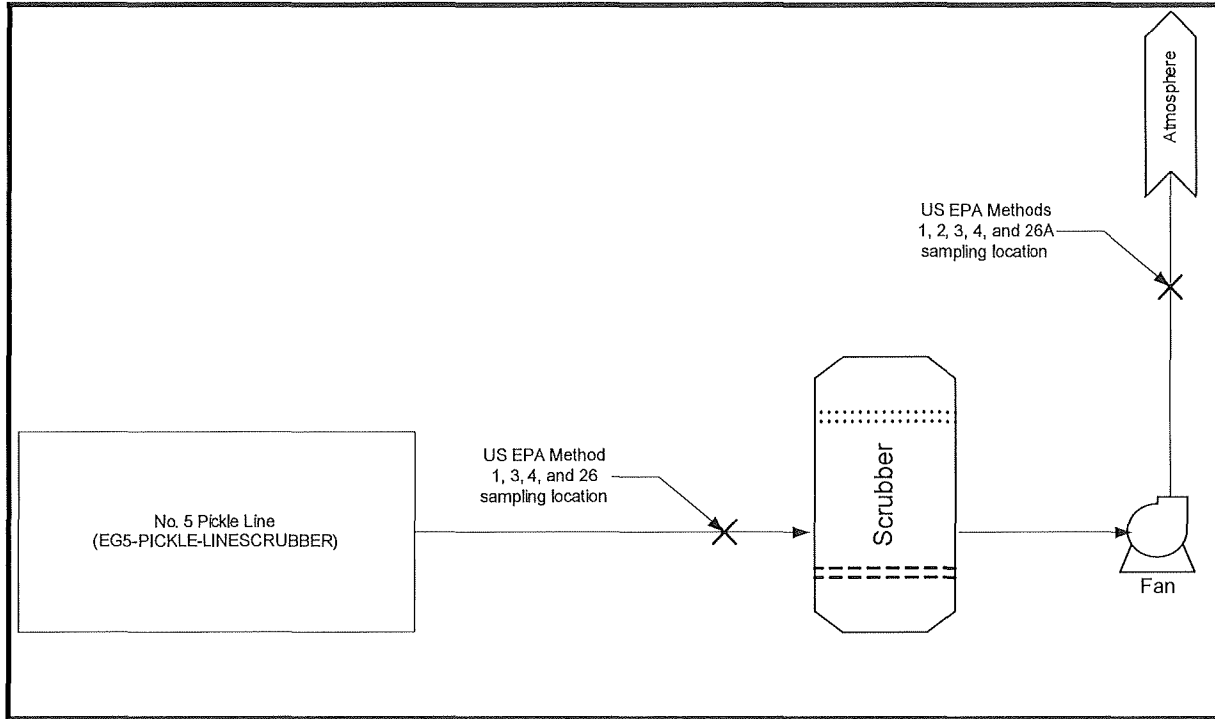 No. 5 Pickle Line
(EG5-PICKLE-LINESCRUBBER)
US EPA Method
1, 3, 4, and 26
sampling location
Scrubber
Fan
US EPA Methods
1, 2, 3, 4, and 26A
sampling location
Atmosphere